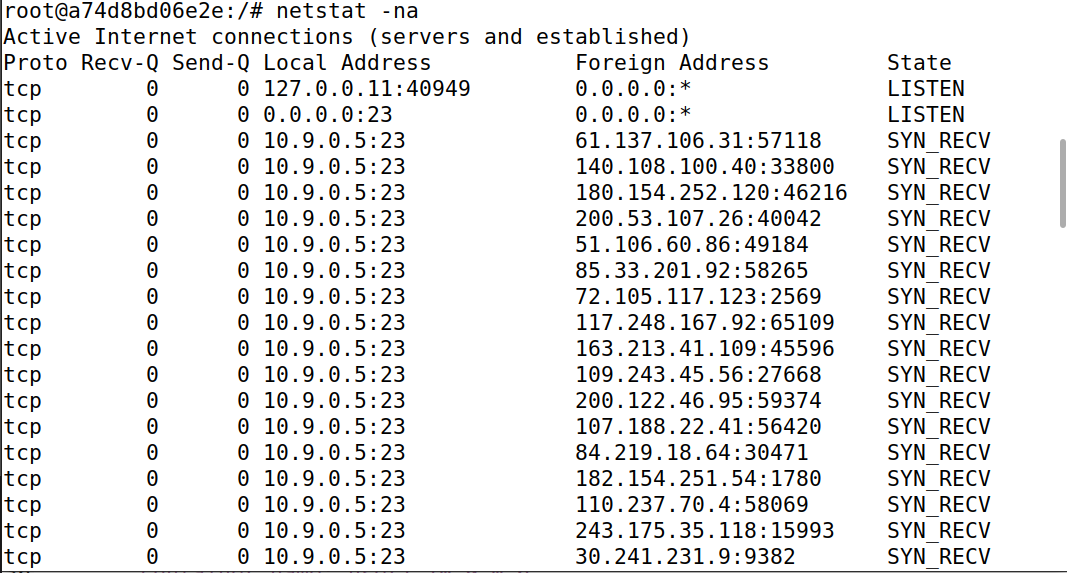 root@a74d8bd06e2e:/# netstat -na
Active Internet connections (servers and established)
Proto Recv-Q Send-Q Local Address           Foreign Address         State
tcp        0      0 127.0.0.11:40949        0.0.0.0:*               LISTEN
tcp        0      0 0.0.0.0:23              0.0.0.0:*               LISTEN
tcp        0      0 10.9.0.5:23             61.137.106.31:57118     SYN_RECV
tcp        0      0 10.9.0.5:23             140.108.100.40:33800    SYN_RECV
tcp        0      0 10.9.0.5:23             180.154.252.120:46216   SYN_RECV
tcp        0      0 10.9.0.5:23             200.53.107.26:40042     SYN_RECV
tcp        0      0 10.9.0.5:23             51.106.60.86:49184      SYN_RECV
tcp        0      0 10.9.0.5:23             85.33.201.92:58265      SYN_RECV
tcp        0      0 10.9.0.5:23             72.105.117.123:2569     SYN_RECV
tcp        0      0 10.9.0.5:23             117.248.167.92:65109    SYN_RECV
tcp        0      0 10.9.0.5:23             163.213.41.109:45596    SYN_RECV
tcp        0      0 10.9.0.5:23             109.243.45.56:27668     SYN_RECV
tcp        0      0 10.9.0.5:23             200.122.46.95:59374     SYN_RECV
tcp        0      0 10.9.0.5:23             107.188.22.41:56420     SYN_RECV
tcp        0      0 10.9.0.5:23             84.219.18.64:30471      SYN_RECV
tcp        0      0 10.9.0.5:23             182.154.251.54:1780     SYN_RECV
tcp        0      0 10.9.0.5:23             110.237.70.4:58069      SYN_RECV
tcp        0      0 10.9.0.5:23             243.175.35.118:15993    SYN_RECV
tcp        0      0 10.9.0.5:23             30.241.231.9:9382       SYN_RECV